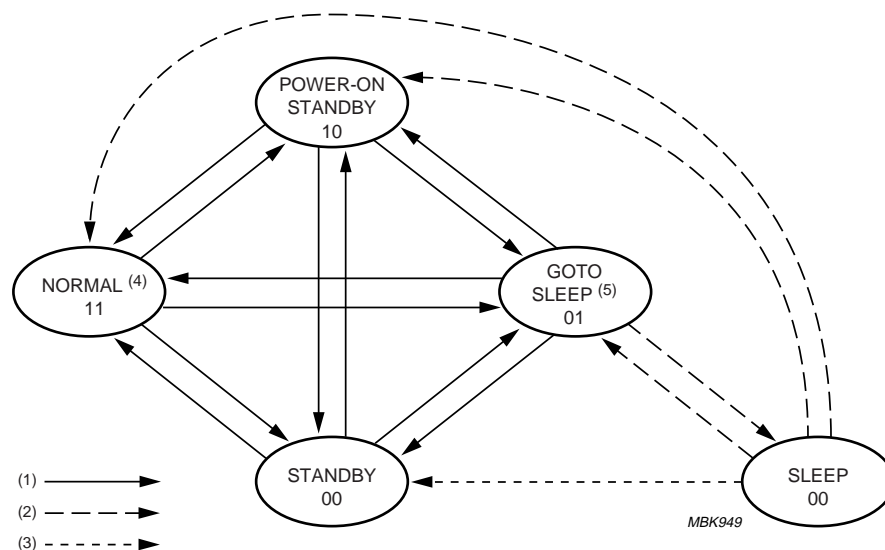 POWER-ON
STANDBY
10
NORMAL (4)
11
GOTO
SLEEP (5)
01
STANDBY
00
SLEEP
00
(1)
(2)
(3)
MBK949